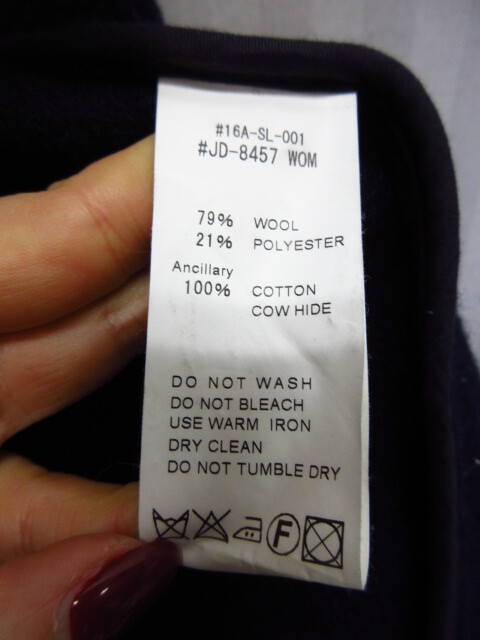 #16A-SL-001
#JD-8457 WOM
79% WOOL
21% POLYESTER
Ancillary
100% COTTON
COW HIDE
DO NOT WASH
DO NOT BLEACH
USE WARM IRON
DRY CLEAN
DO NOT TUMBLE DRY
F